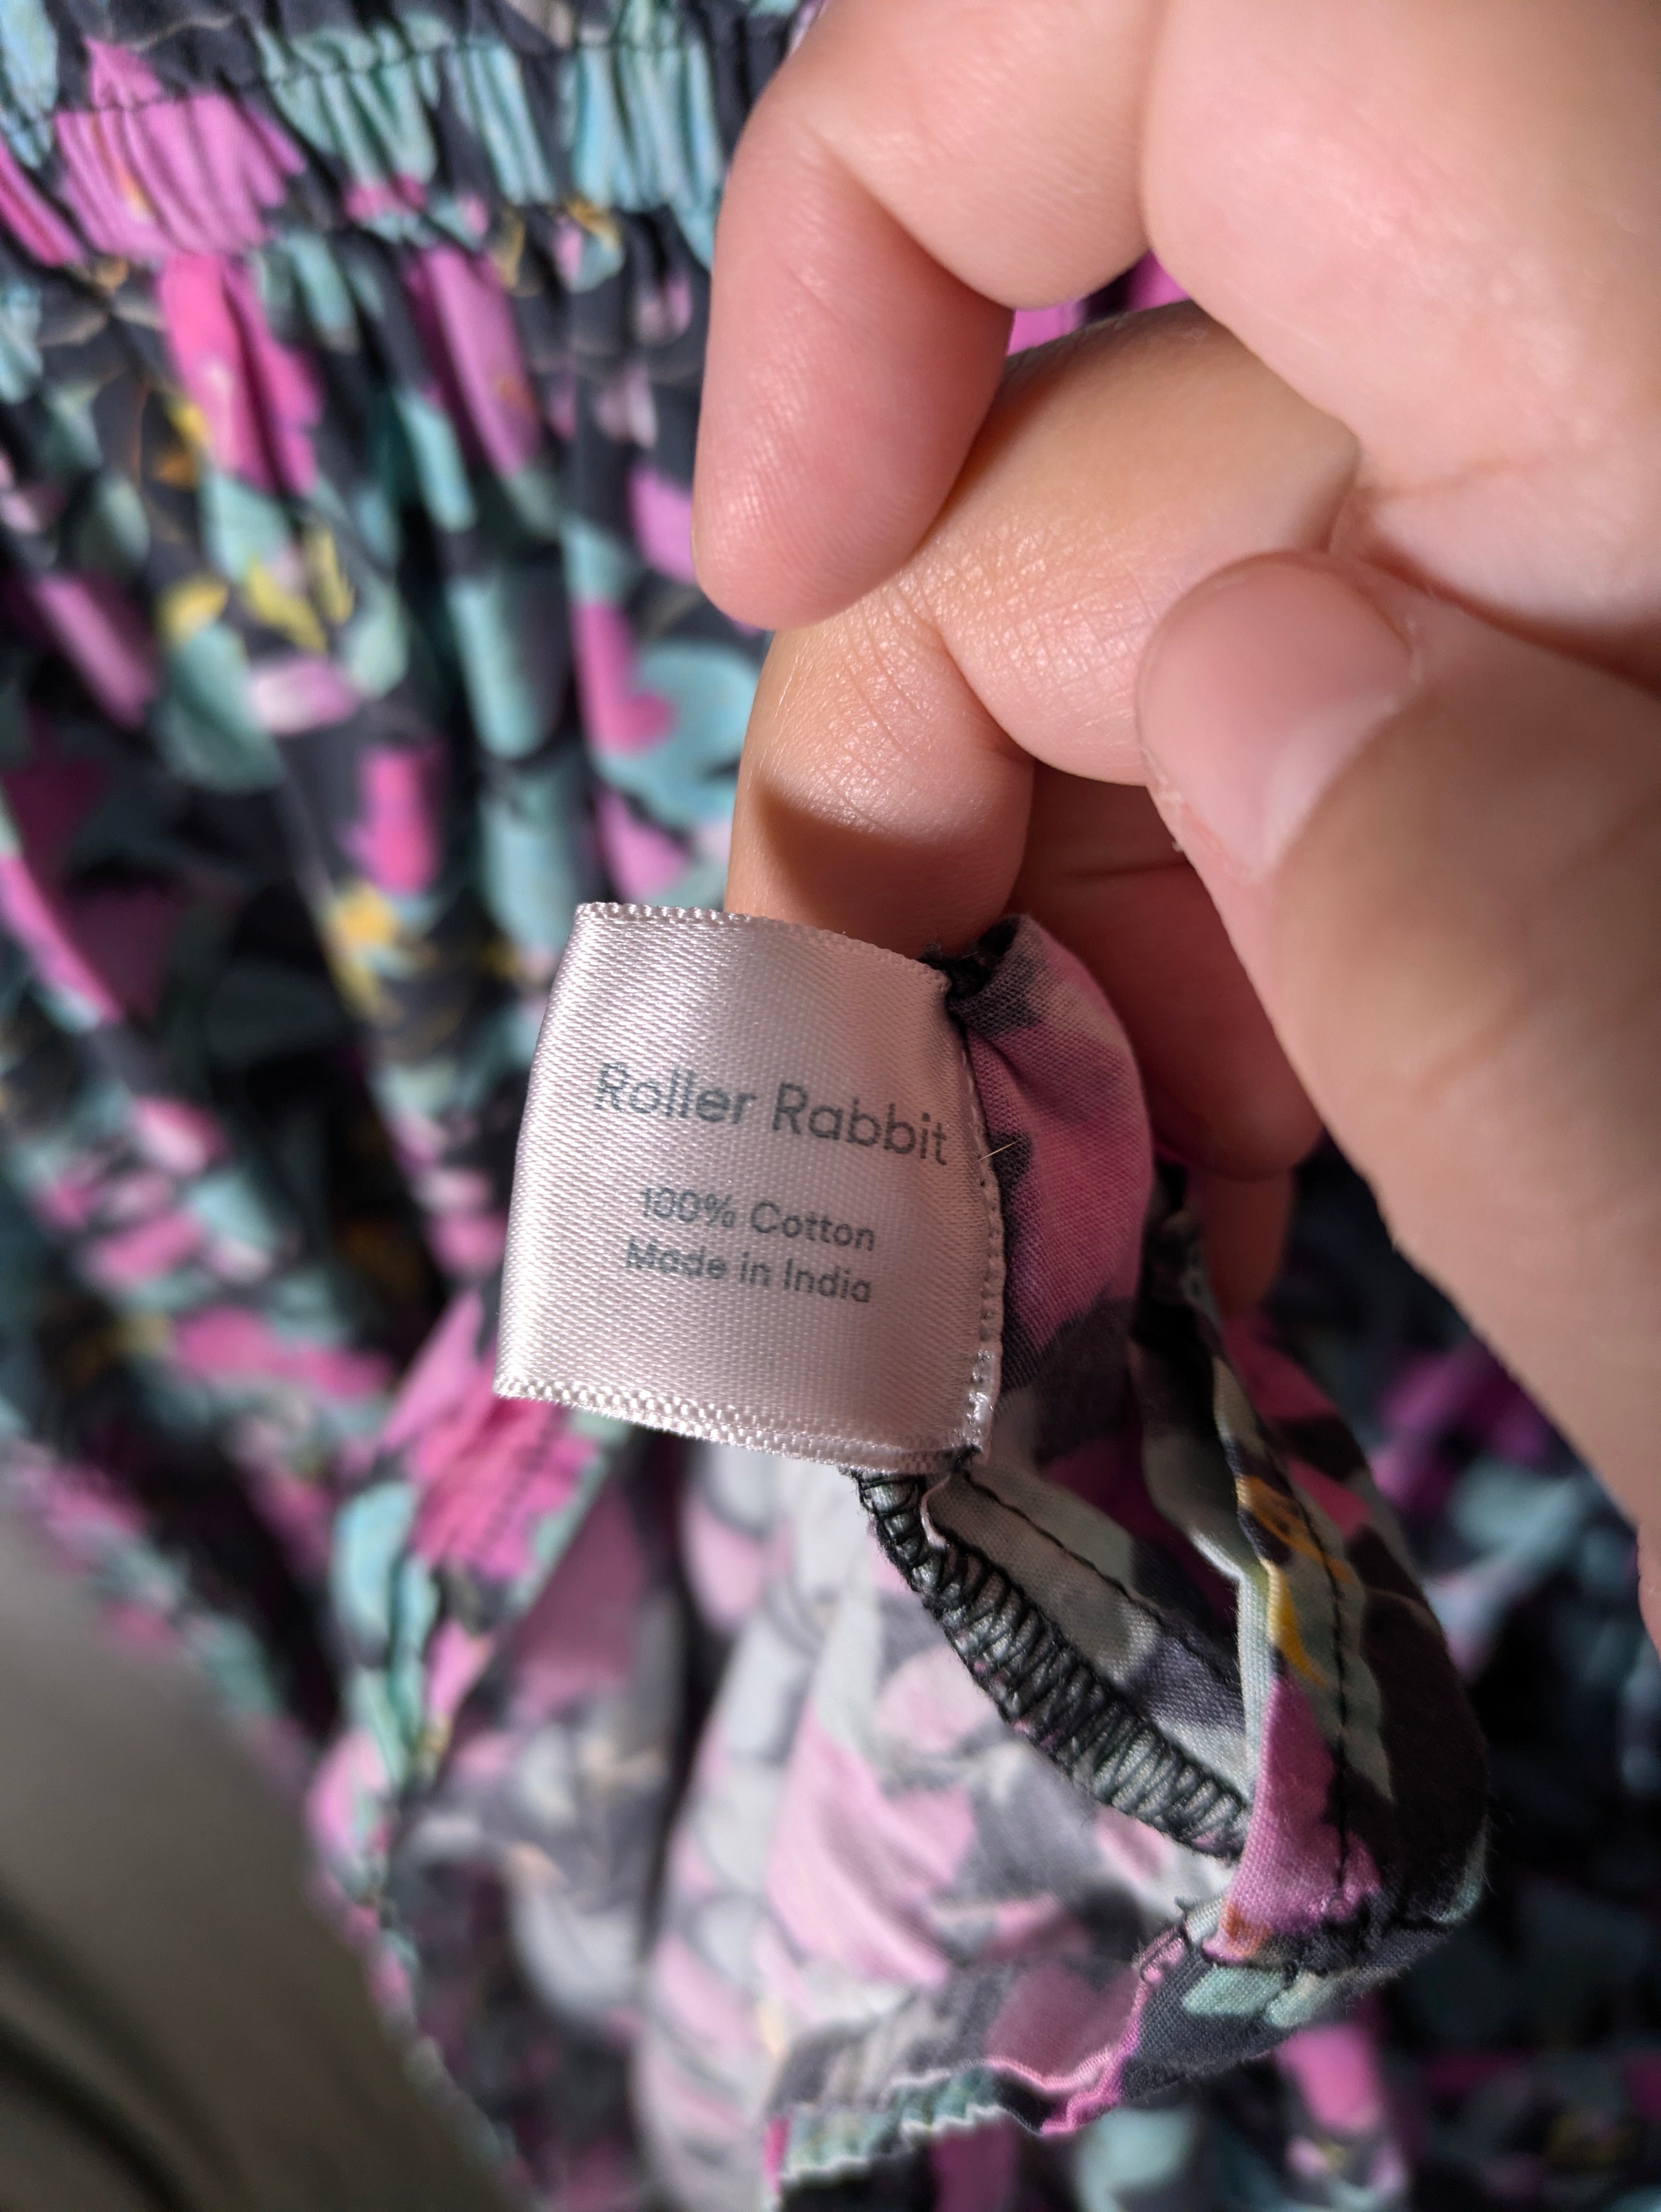 Roller Rabbit
100% Cotton
Made in India